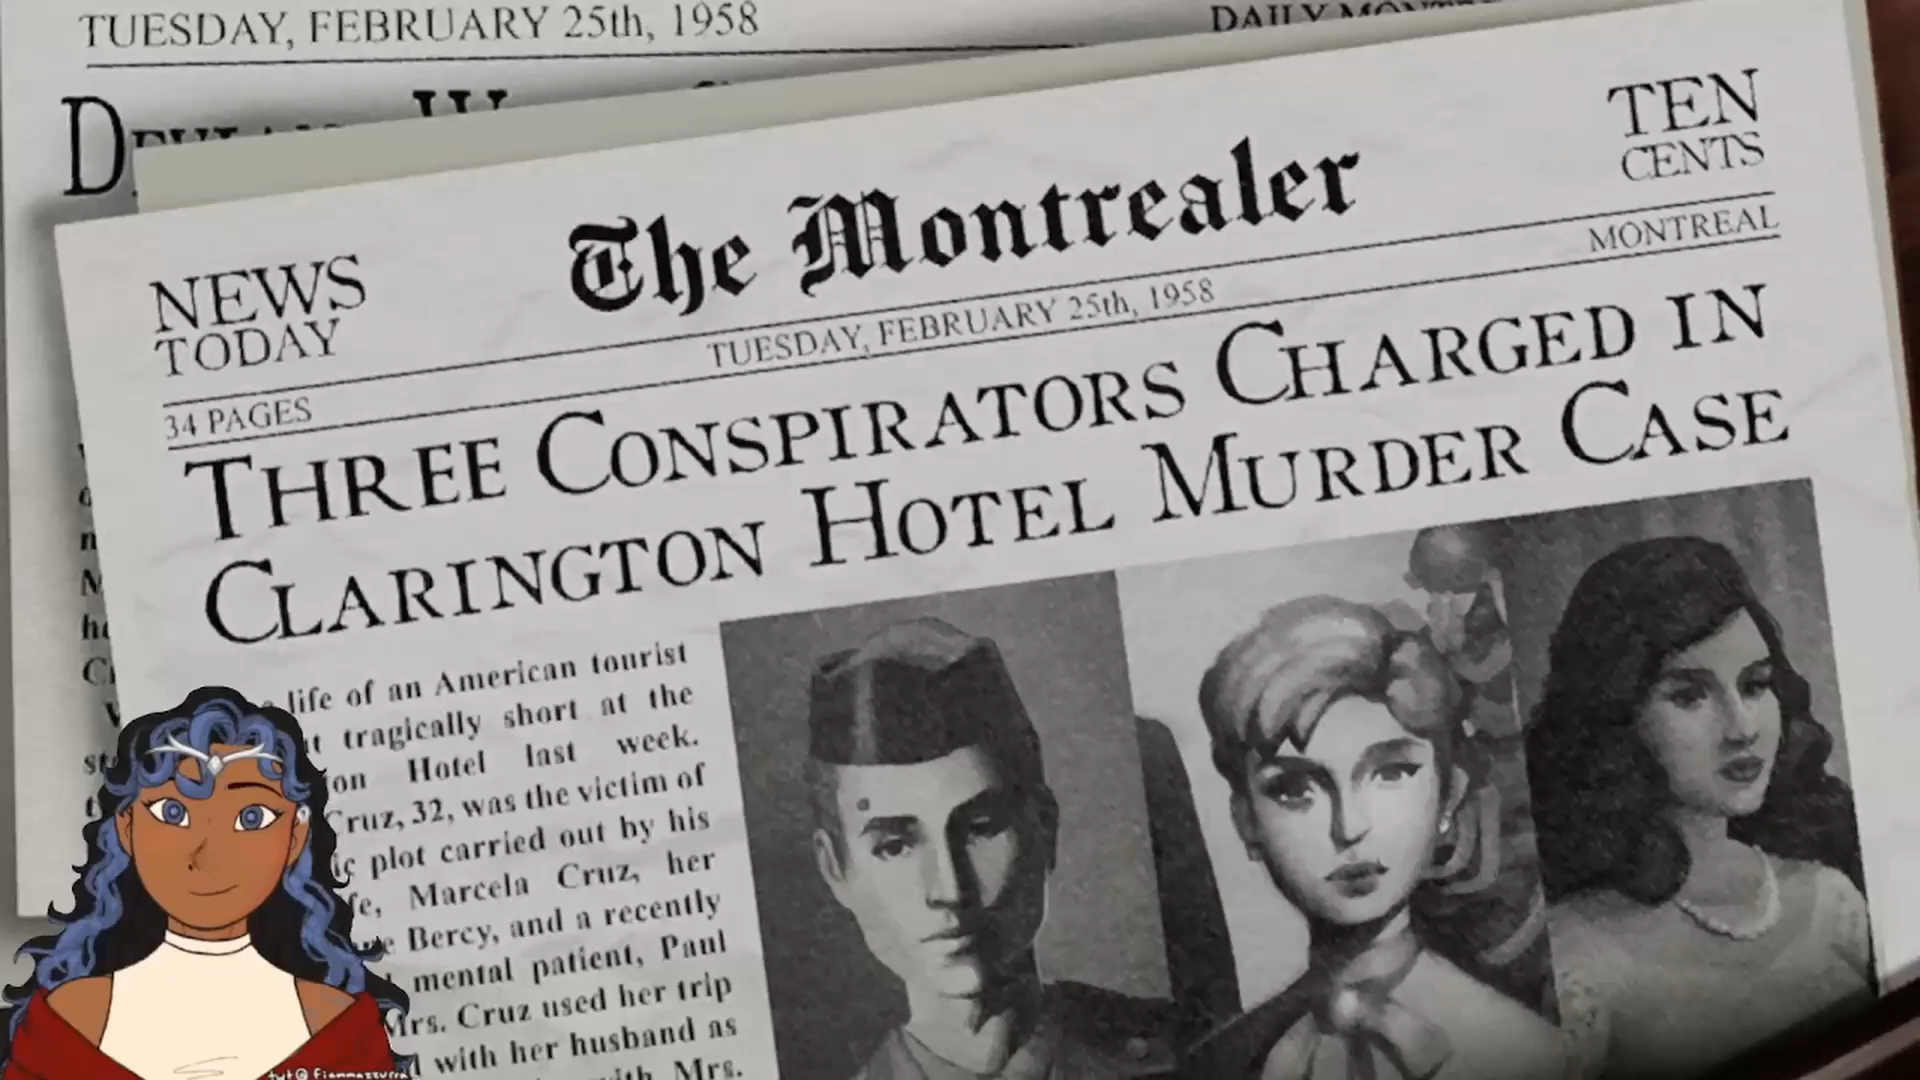 TUESDAY, FEBRUARY 25th, 1958
NEWS
TODAY
The Montrealer
TEN
CENTS
34 PAGES
TUESDAY, FEBRUARY 25th, 1958
MONTREAL
THREE CONSPIRATORS CHARGED IN
CLARINGTON HOTEL MURDER CASE
life of an American tourist
tragically short at the
Hotel last week.
Cruz, 32, was the victim of
plot carried out by his
Marcela Cruz, her
Bercy, and a recently
mental patient, Paul
Mrs. Cruz used her trip
with her husband as
Mrs.